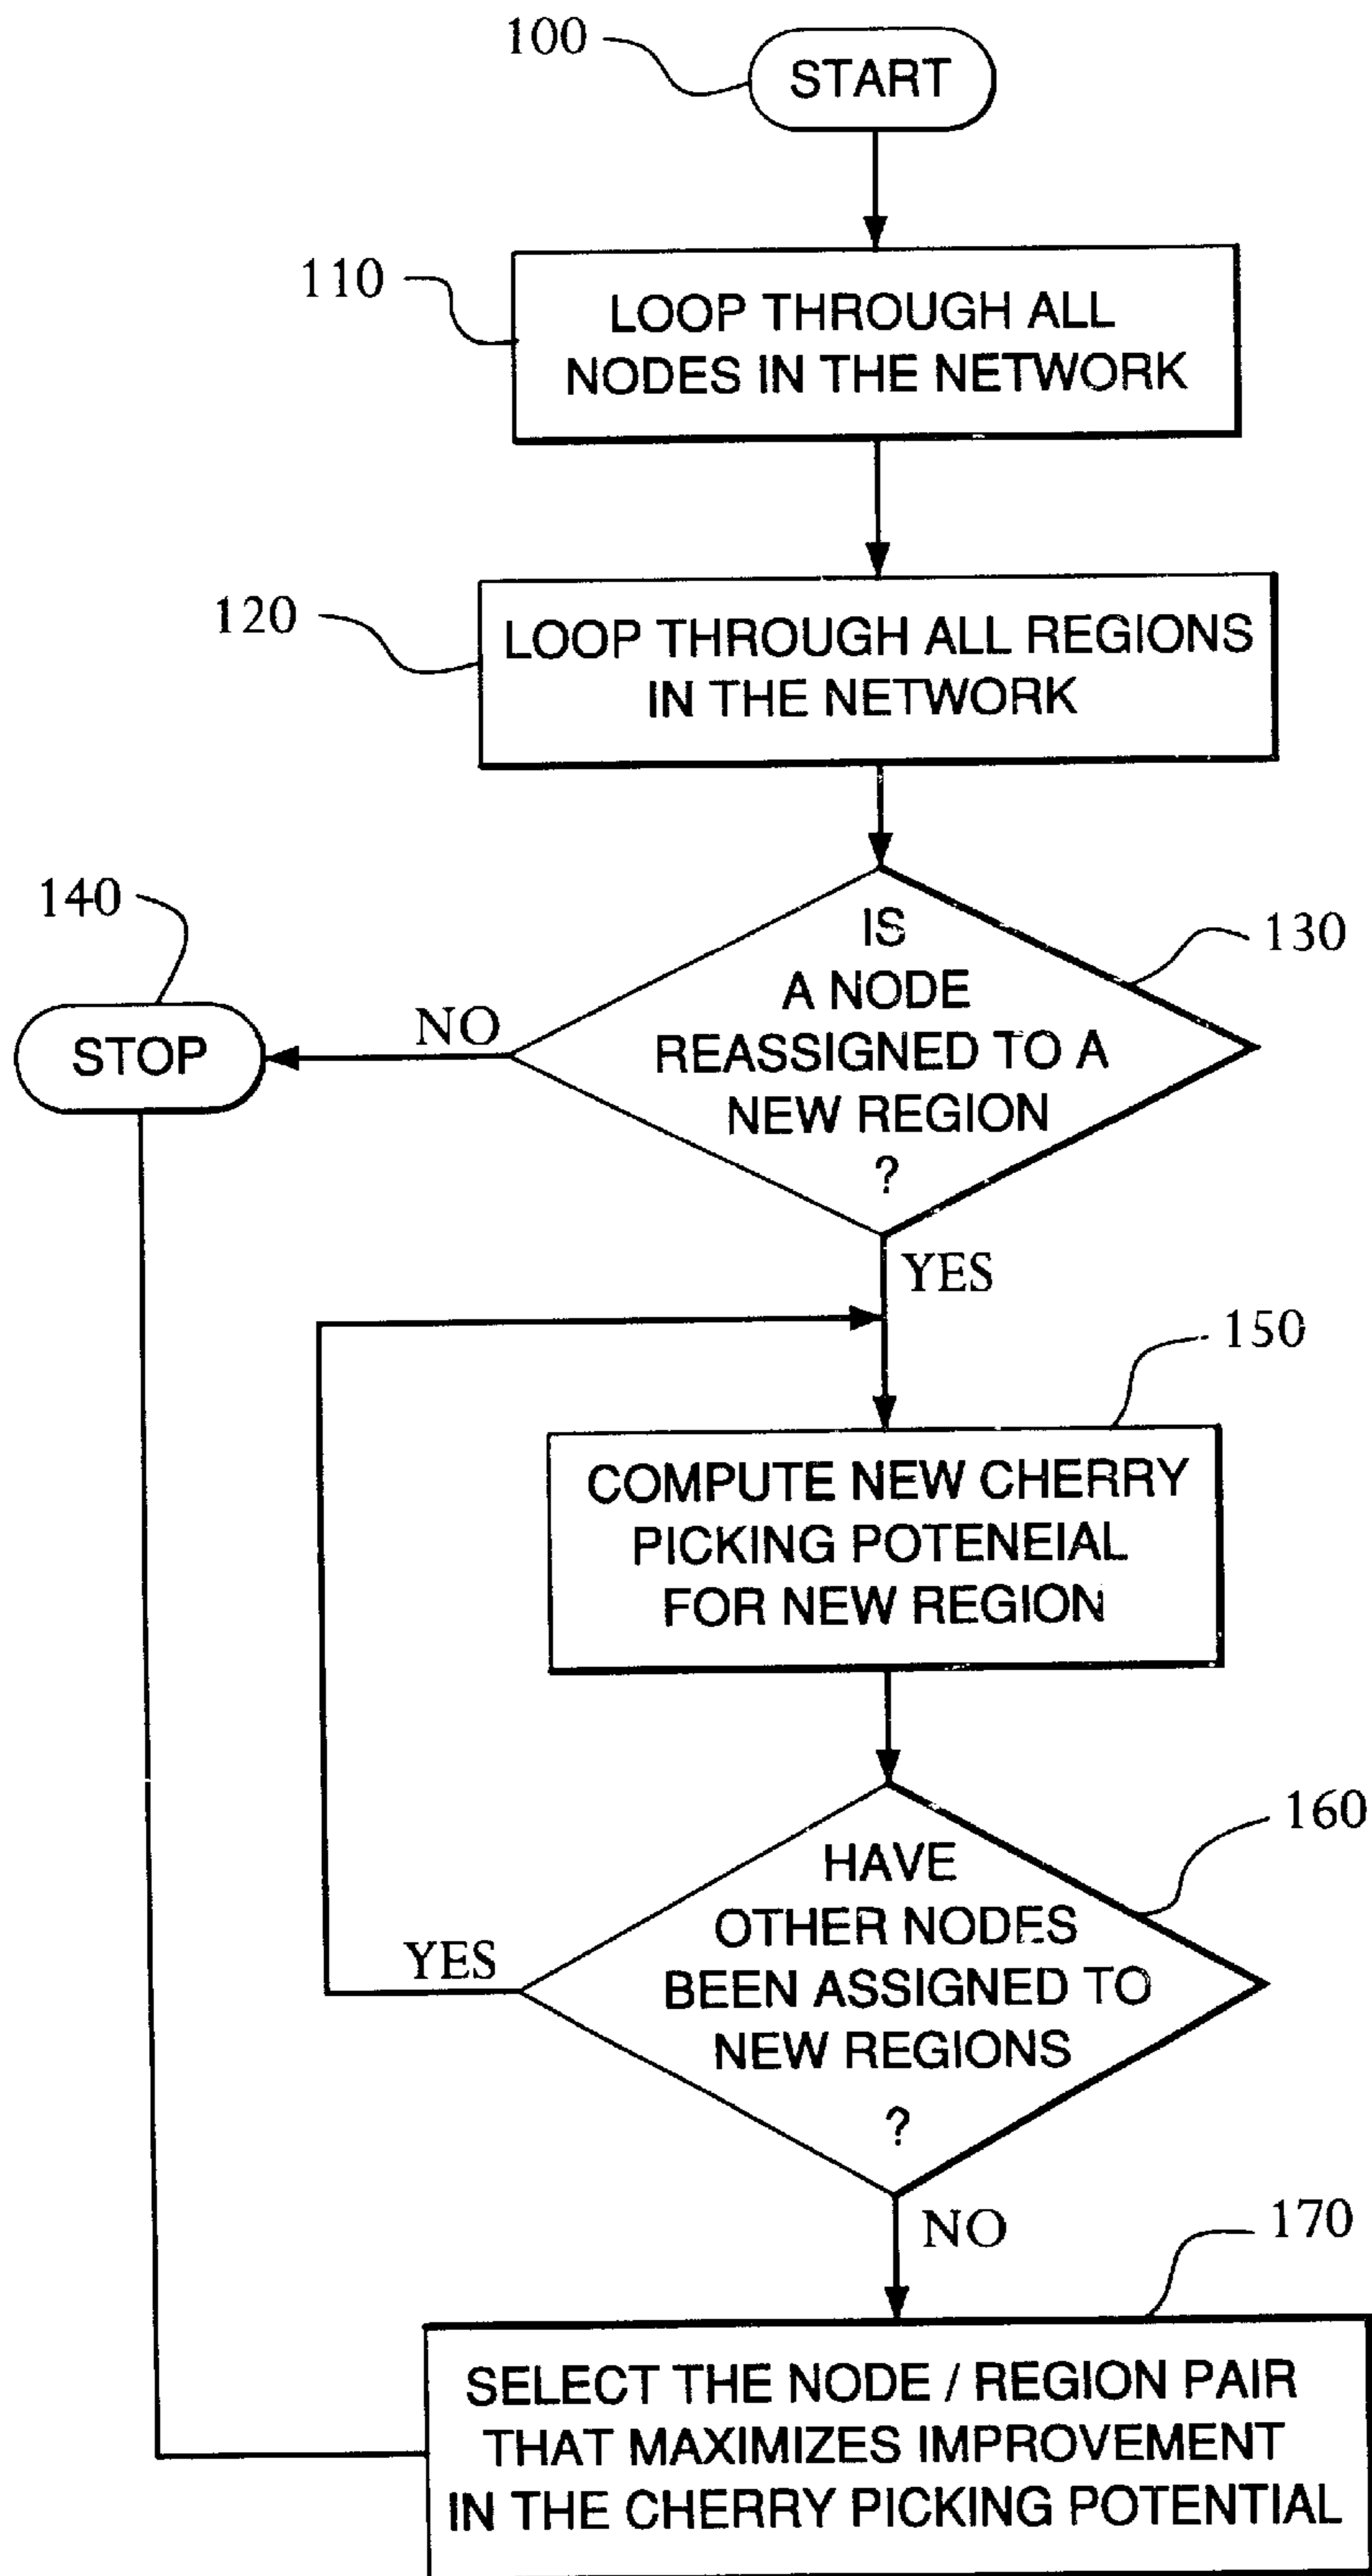 100
START
110
LOOP THROUGH ALL
NODES IN THE NETWORK
120
LOOP THROUGH ALL REGIONS
IN THE NETWORK
130
IS
A NODE
REASSIGNED TO A
NEW REGION
?
140
STOP
NO
YES
150
COMPUTE NEW CHERRY
PICKING POTENEIAL
FOR NEW REGION
160
HAVE
OTHER NODES
BEEN ASSIGNED TO
NEW REGIONS
?
YES
NO
170
SELECT THE NODE / REGION PAIR
THAT MAXIMIZES IMPROVEMENT
IN THE CHERRY PICKING POTENTIAL